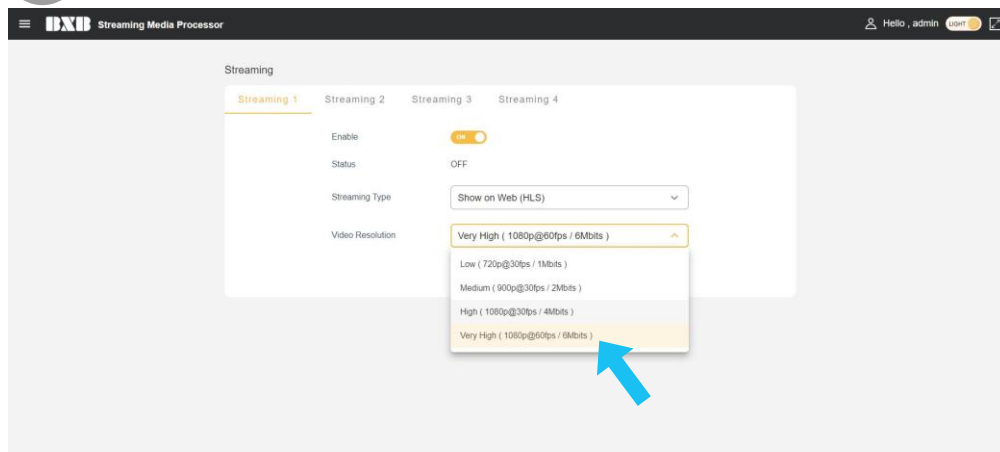 BXB Streaming Media Processor
Hello , admin LIGHT
Streaming
Streaming 1 Streaming 2 Streaming 3 Streaming 4
Enable ON
Status OFF
Streaming Type Show on Web (HLS)
Video Resolution Very High ( 1080p@60fps / 6Mbits )
Low ( 720p@30fps / 1Mbits )
Medium ( 900p@30fps / 2Mbits )
High ( 1080p@30fps / 4Mbits )
Very High ( 1080p@60fps / 6Mbits )